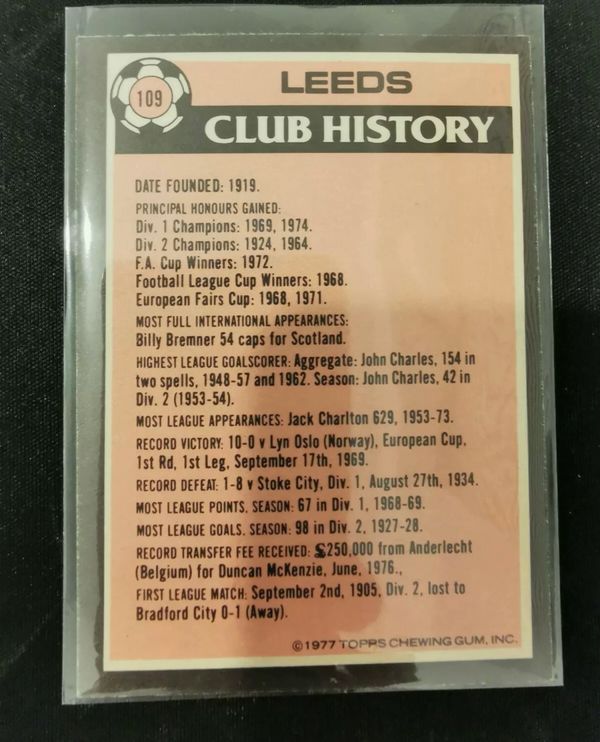 109
LEEDS
CLUB HISTORY
DATE FOUNDED: 1919.
PRINCIPAL HONOURS GAINED:
Div. 1 Champions: 1969, 1974.
Div. 2 Champions: 1924, 1964.
F.A. Cup Winners: 1972.
Football League Cup Winners: 1968.
European Fairs Cup: 1968, 1971.
MOST FULL INTERNATIONAL APPEARANCES:
Billy Bremner 54 caps for Scotland.
HIGHEST LEAGUE GOALSCORER: Aggregate: John Charles, 154 in
two spells, 1948-57 and 1962. Season: John Charles, 42 in
Div. 2 (1953-54).
MOST LEAGUE APPEARANCES: Jack Charlton 629, 1953-73.
RECORD VICTORY: 10-0 v Lyn Oslo (Norway), European Cup,
1st Rd, 1st Leg, September 17th, 1969.
RECORD DEFEAT: 1-8 v Stoke City, Div. 1, August 27th, 1934.
MOST LEAGUE POINTS. SEASON: 67 in Div. 1, 1968-69.
MOST LEAGUE GOALS. SEASON: 98 in Div. 2, 1927-28.
RECORD TRANSFER FEE RECEIVED: £250,000 from Anderlecht
(Belgium) for Duncan McKenzie, June, 1976.,
FIRST LEAGUE MATCH: September 2nd, 1905, Div. 2, lost to
Bradford City 0-1 (Away).
©1977 TOPPS CHEWING GUM, INC.